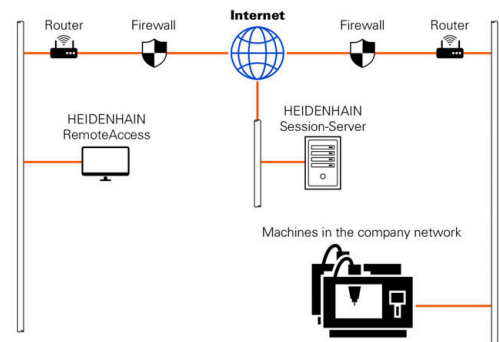 Internet
Router
Firewall
Firewall
Router
HEIDENHAIN
RemoteAccess
HEIDENHAIN
Session-Server
Machines in the company network